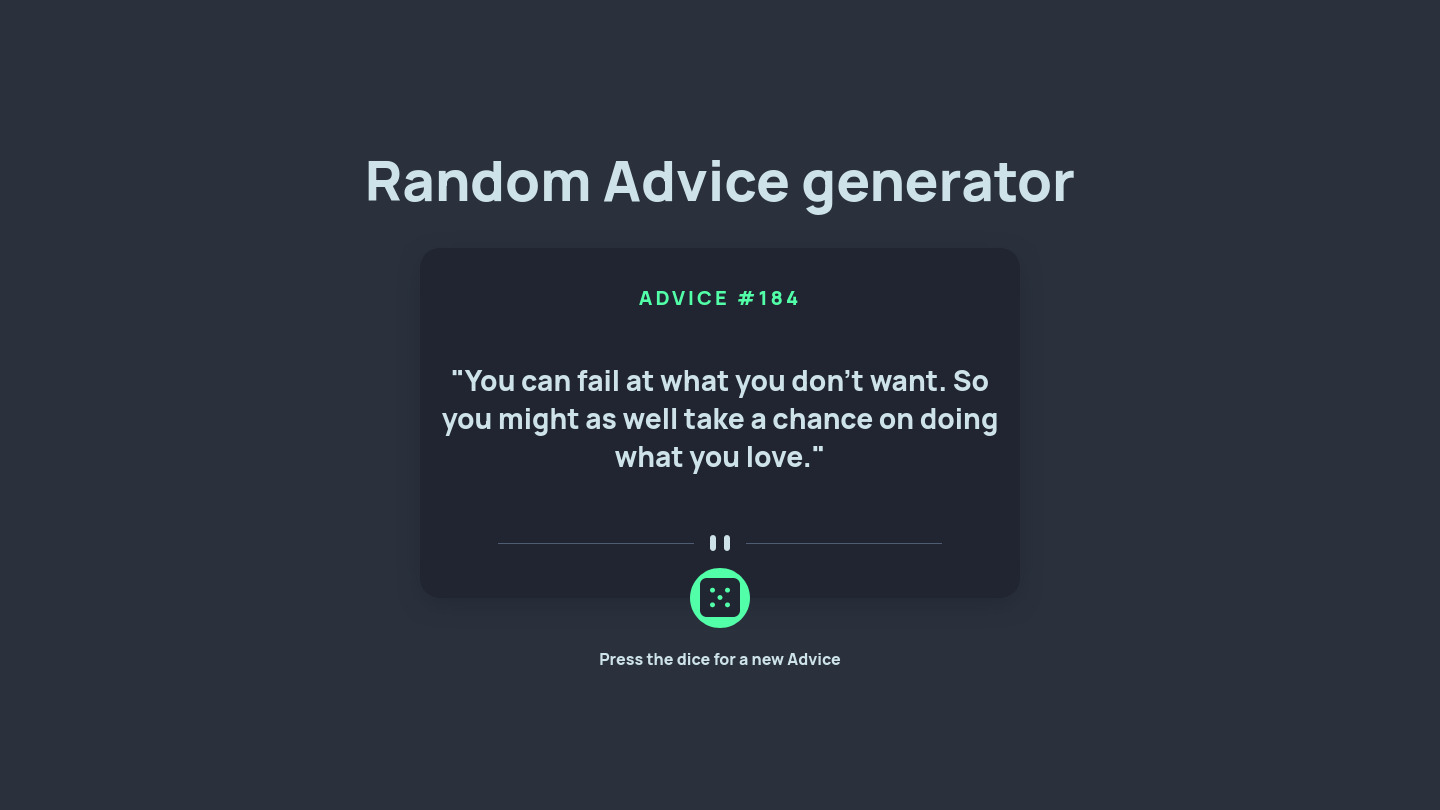 Random Advice generator
ADVICE #184
"You can fail at what you don’t want. So
you might as well take a chance on doing
what you love."
Press the dice for a new Advice